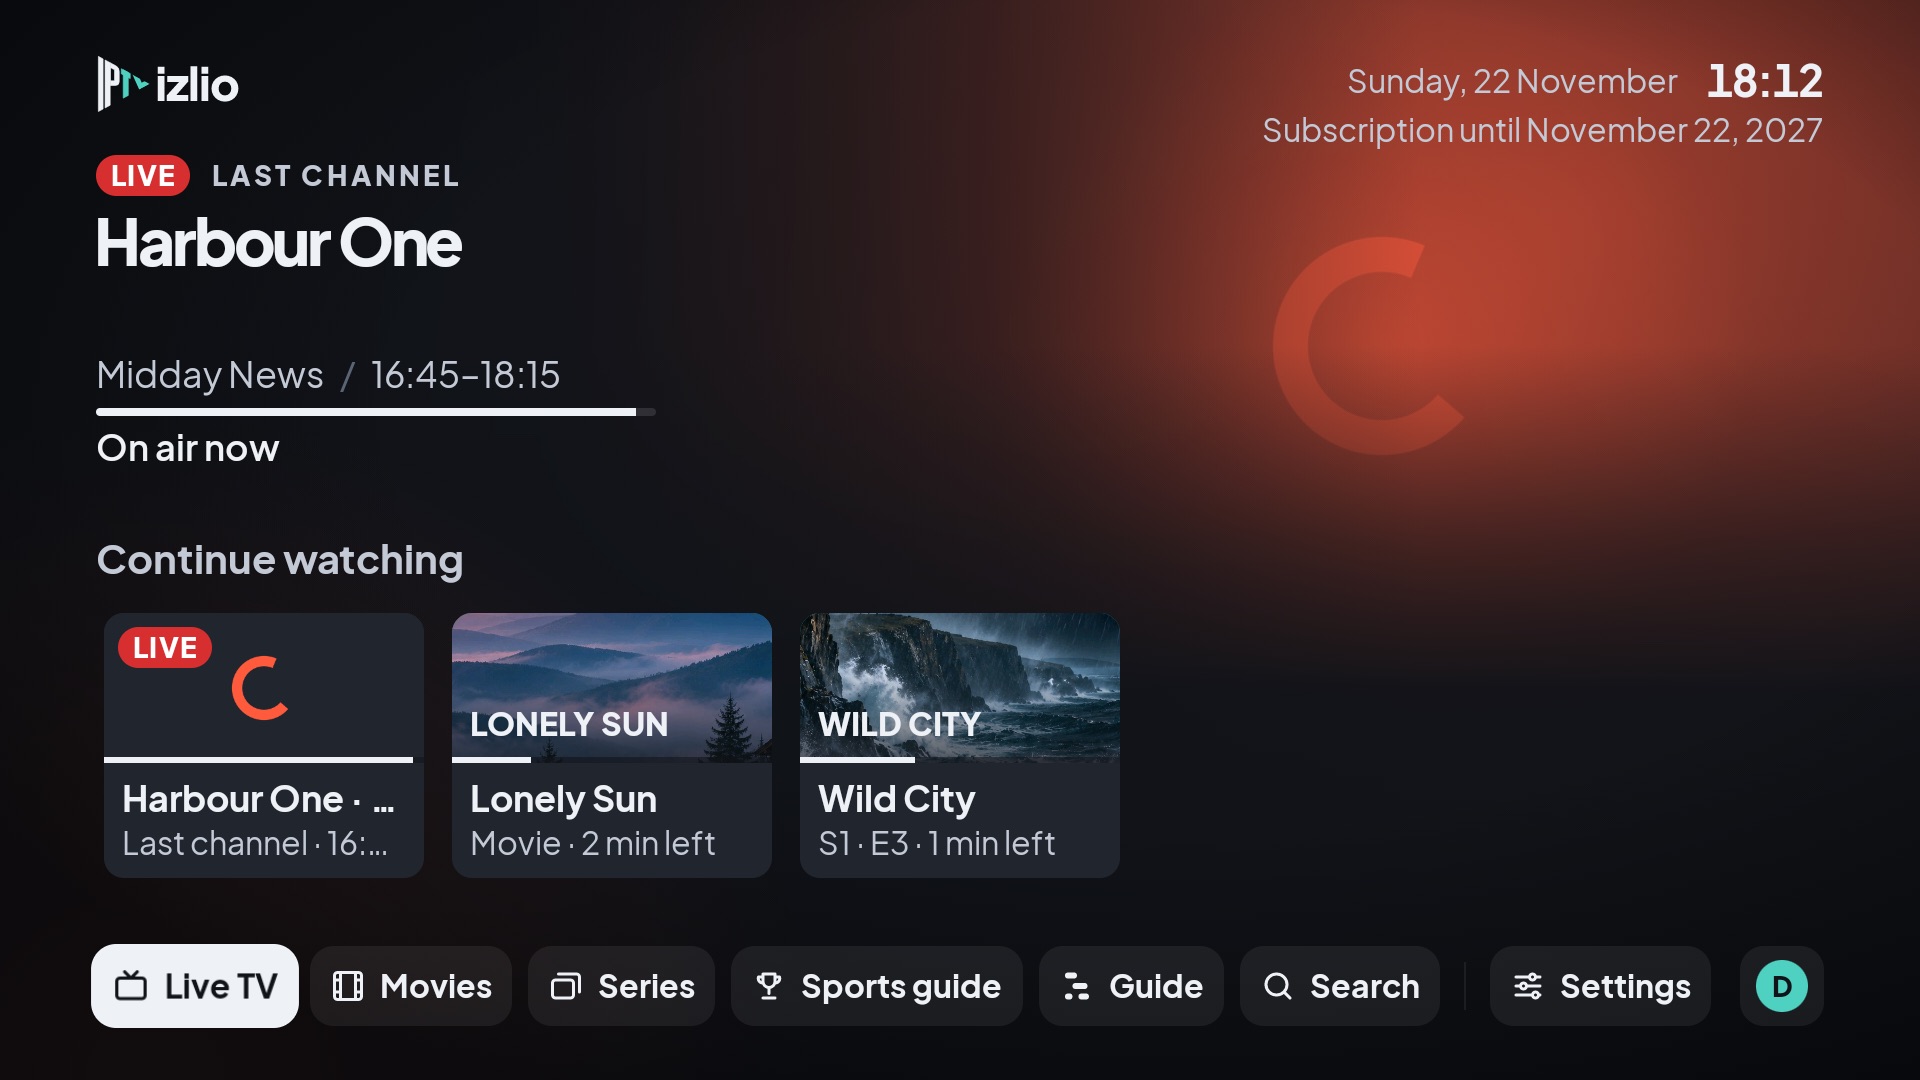 IPTV izlio
Sunday, 22 November 18:12
Subscription until November 22, 2027
LIVE LAST CHANNEL
Harbour One
Midday News / 16:45–18:15
On air now
Continue watching
LIVE
LONELY SUN
WILD CITY
Harbour One · ...
Last channel · 16:...
Lonely Sun
Movie · 2 min left
Wild City
S1 · E3 · 1 min left
Live TV
Movies
Series
Sports guide
Guide
Search
Settings
D